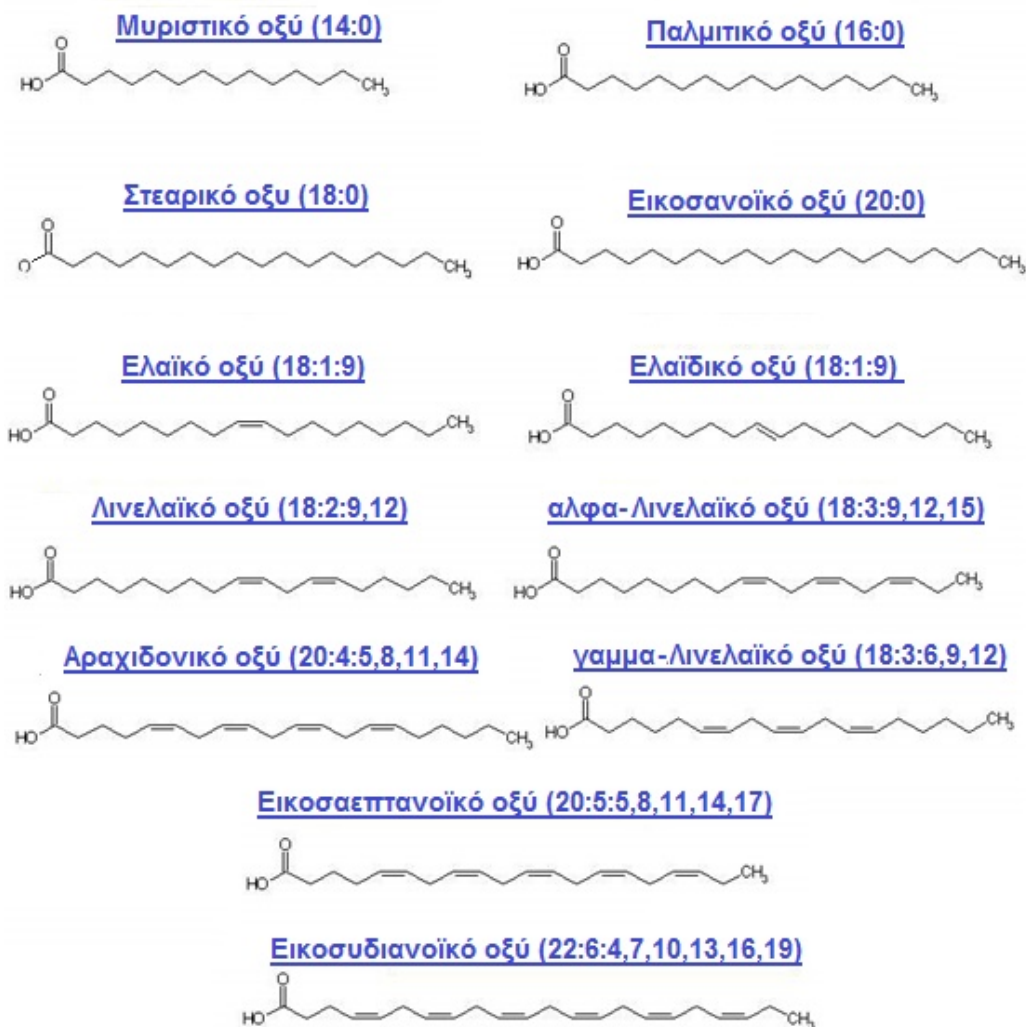 Μυριστικό οξύ (14:0)
Παλμιτικό οξύ (16:0)
O
HO
CH3
O
HO
CH3
Στεαρικό οξυ (18:0)
Εικοσανοϊκό οξύ (20:0)
O
O
CH3
O
HO
CH3
Ελαϊκό οξύ (18:1:9)
Ελαϊδικό οξύ (18:1:9)
O
HO
CH3
O
HO
CH3
Λινελαϊκό οξύ (18:2:9,12)
αλφα-Λινελαϊκό οξύ (18:3:9,12,15)
O
HO
CH3
O
HO
CH3
Αραχιδονικό οξύ (20:4:5,8,11,14)
γαμμα-Λινελαϊκό οξύ (18:3:6,9,12)
O
HO
CH3
O
HO
CH3
Εικοσαεπτανοϊκό οξύ (20:5:5,8,11,14,17)
O
HO
CH3
Εικοσυδιανοϊκό οξύ (22:6:4,7,10,13,16,19)
O
HO
CH3